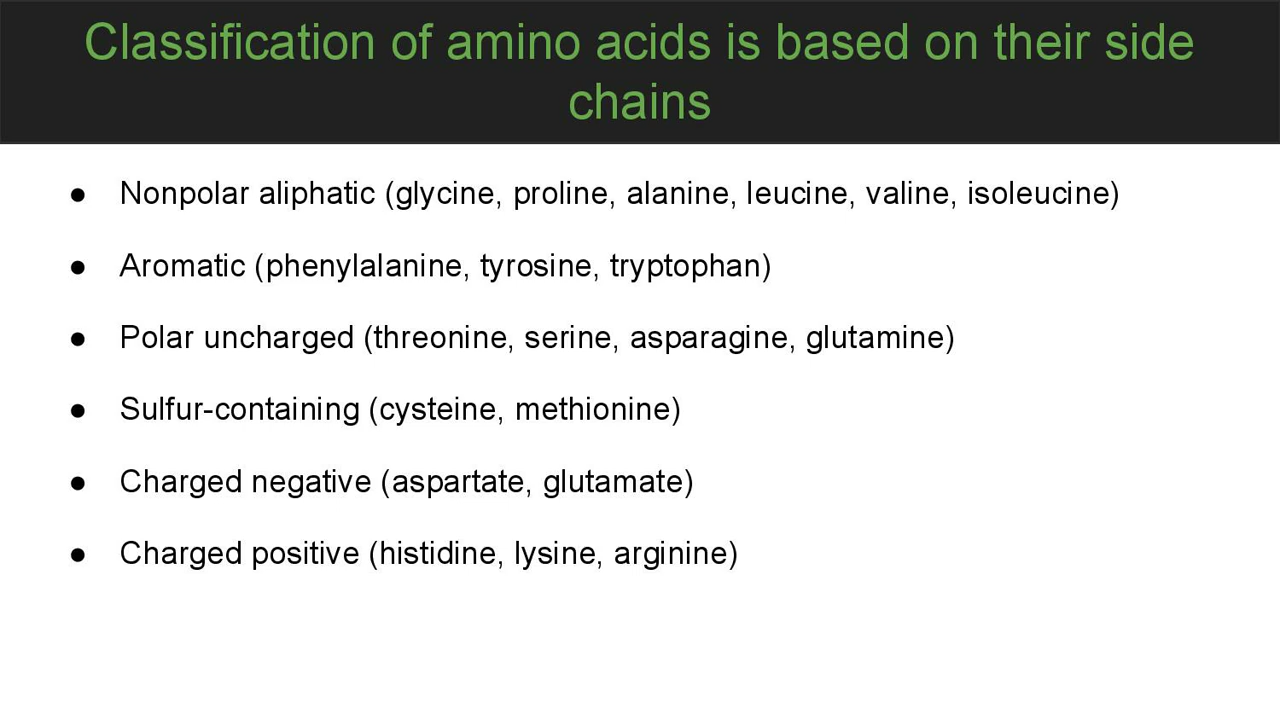 Classification of amino acids is based on their side
chains
● Nonpolar aliphatic (glycine, proline, alanine, leucine, valine, isoleucine)
● Aromatic (phenylalanine, tyrosine, tryptophan)
● Polar uncharged (threonine, serine, asparagine, glutamine)
● Sulfur-containing (cysteine, methionine)
● Charged negative (aspartate, glutamate)
● Charged positive (histidine, lysine, arginine)